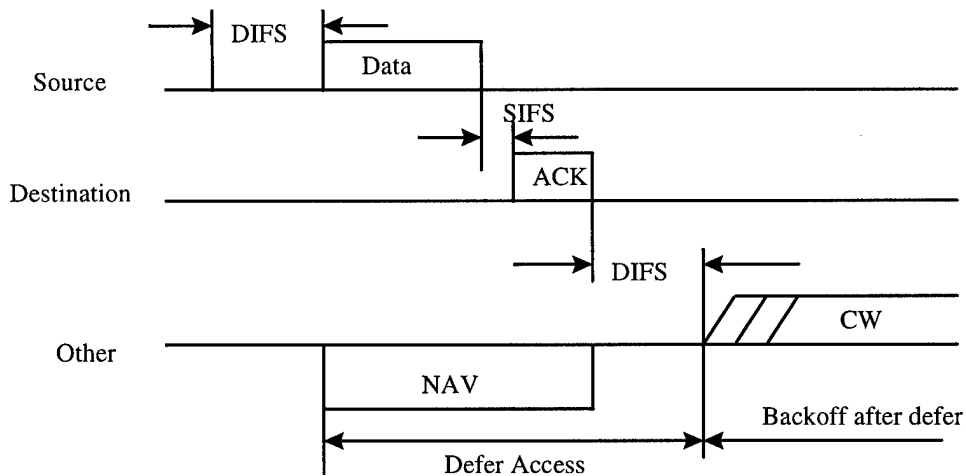 DIFS
Data
Source
SIFS
ACK
Destination
DIFS
CW
Other
NAV
Backoff after defer
Defer Access